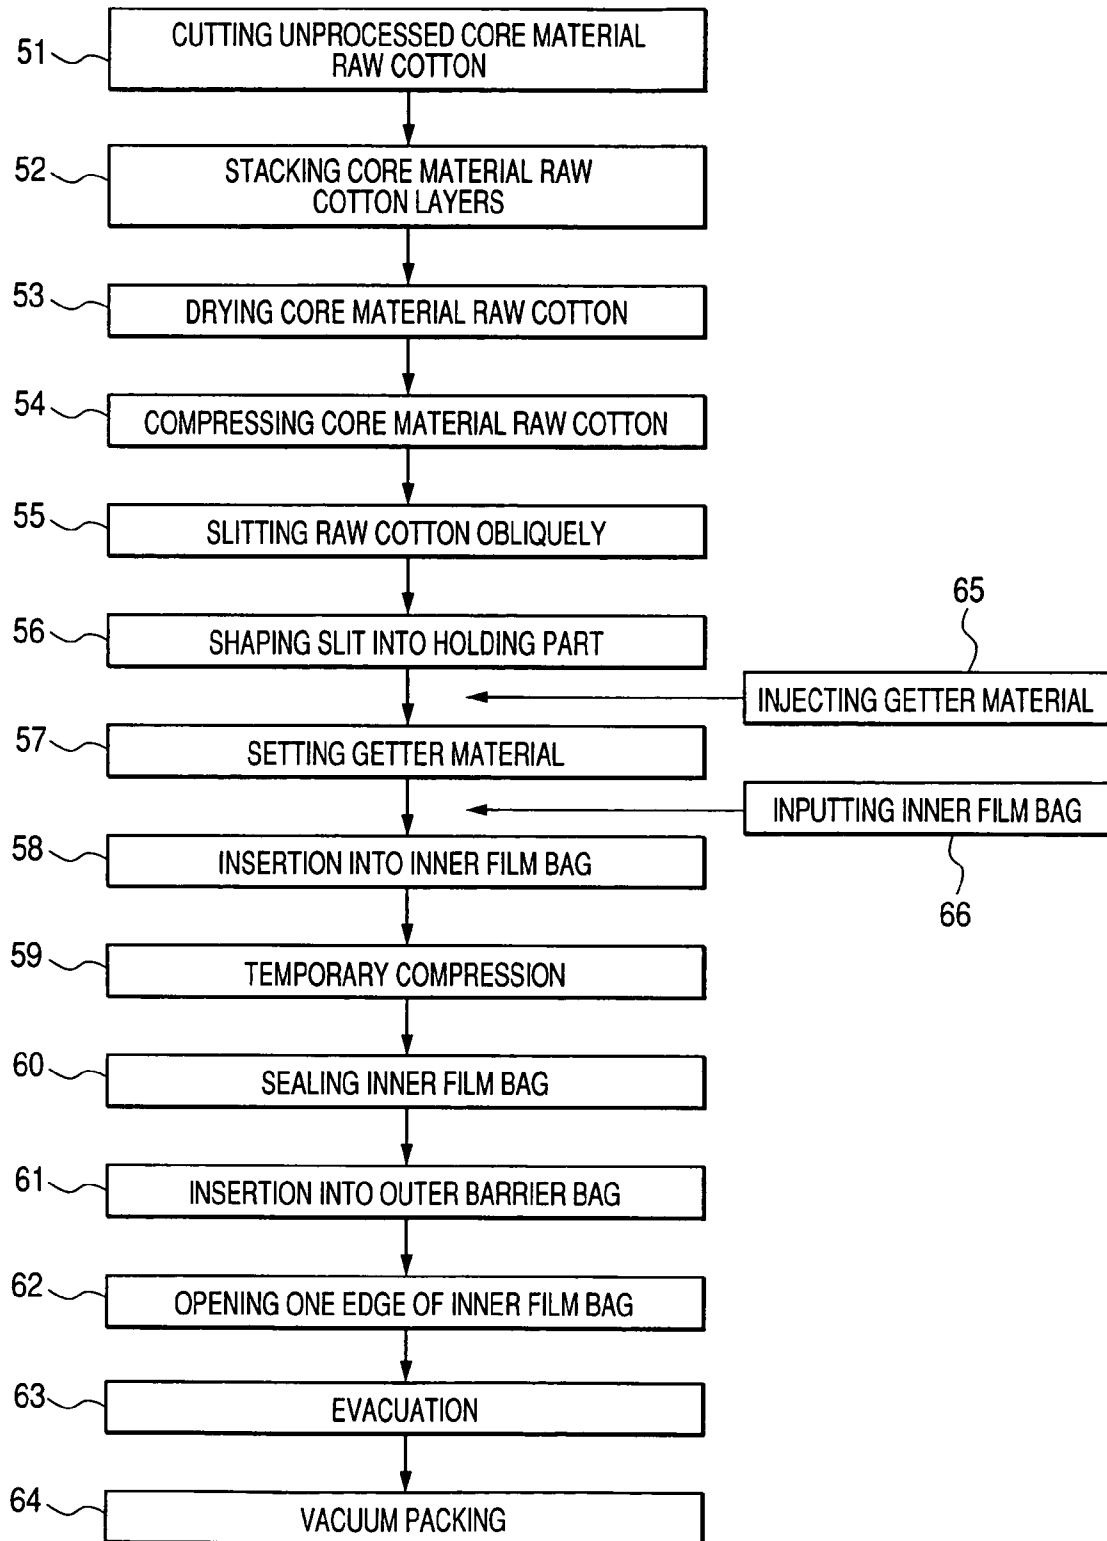 51
CUTTING UNPROCESSED CORE MATERIAL
RAW COTTON
52
STACKING CORE MATERIAL RAW
COTTON LAYERS
53
DRYING CORE MATERIAL RAW COTTON
54
COMPRESSING CORE MATERIAL RAW COTTON
55
SLITTING RAW COTTON OBLIQUELY
56
SHAPING SLIT INTO HOLDING PART
65
INJECTING GETTER MATERIAL
57
SETTING GETTER MATERIAL
INPUTTING INNER FILM BAG
66
58
INSERTION INTO INNER FILM BAG
59
TEMPORARY COMPRESSION
60
SEALING INNER FILM BAG
61
INSERTION INTO OUTER BARRIER BAG
62
OPENING ONE EDGE OF INNER FILM BAG
63
EVACUATION
64
VACUUM PACKING